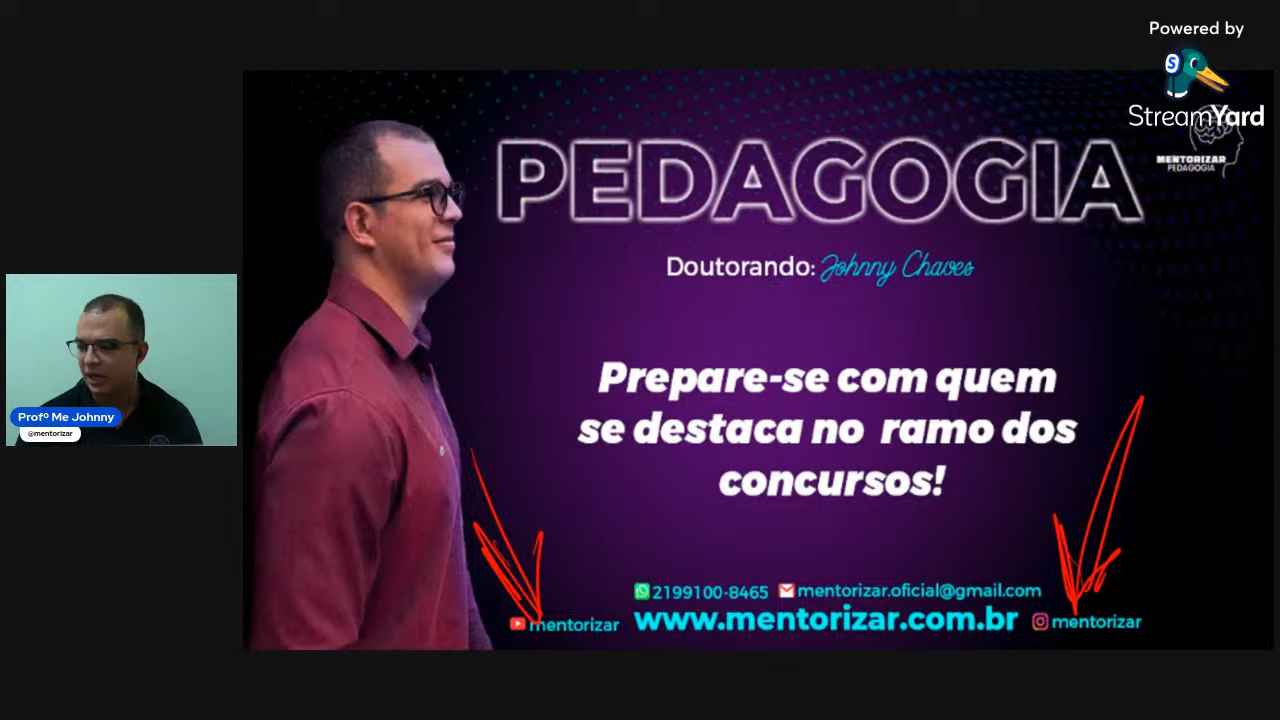 Powered by
StreamYard
MENTORIZAR
PEDAGOGIA
PEDAGOGIA
Doutorando: Johnny Chaves
Prepare-se com quem
se destaca no ramo dos
concursos!
Profº Me Johnny
@mentorizar
2199100-8465 mentorizar.oficial@gmail.com
mentorizar www.mentorizar.com.br mentorizar